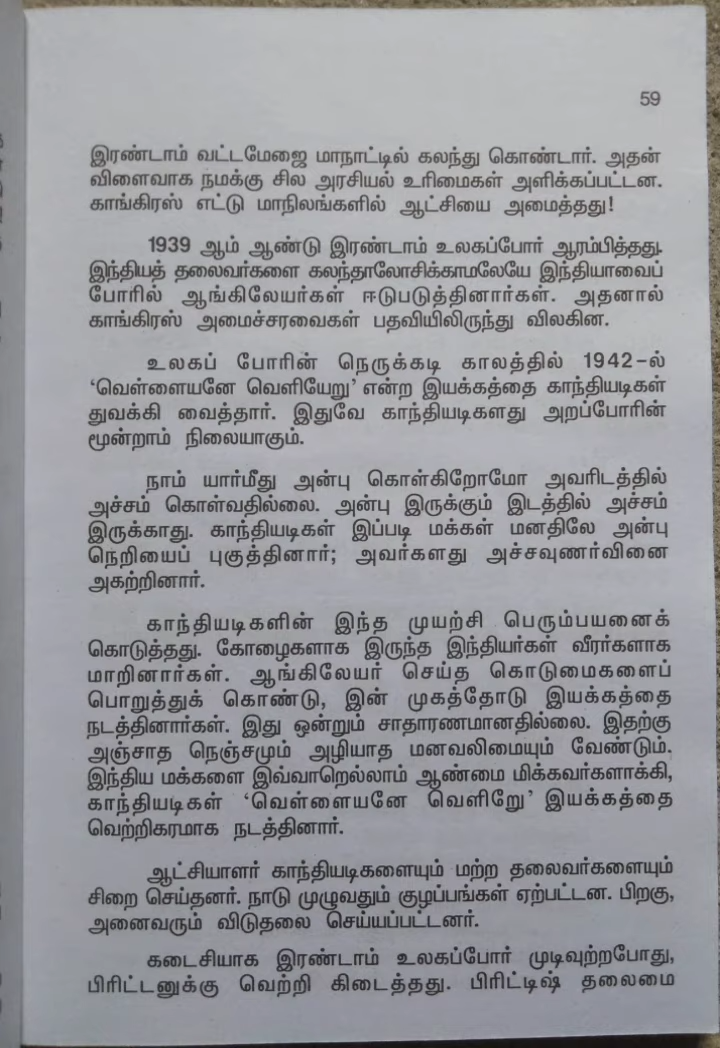 59
இரண்டாம் வட்டமேஜை மாநாட்டில் கலந்து கொண்டார். அதன்
விளைவாக நமக்கு சில அரசியல் உரிமைகள் அளிக்கப்பட்டன.
காங்கிரஸ் எட்டு மாநிலங்களில் ஆட்சியை அமைத்தது!
1939 ஆம் ஆண்டு இரண்டாம் உலகப்போர் ஆரம்பித்தது.
இந்தியத் தலைவர்களை கலந்தாலோசிக்காமலேயே இந்தியாவைப்
போரில் ஆங்கிலேயர்கள் ஈடுபடுத்தினார்கள். அதனால்
காங்கிரஸ் அமைச்சரவைகள் பதவியிலிருந்து விலகின.
உலகப் போரின் நெருக்கடி காலத்தில் 1942-ல்
'வெள்ளையனே வெளியேறு' என்ற இயக்கத்தை காந்தியடிகள்
துவக்கி வைத்தார். இதுவே காந்தியடிகளது அறப்போரின்
மூன்றாம் நிலையாகும்.
நாம் யார்மீது அன்பு கொள்கிறோமோ அவரிடத்தில்
அச்சம் கொள்வதில்லை. அன்பு இருக்கும் இடத்தில் அச்சம்
இருக்காது. காந்தியடிகள் இப்படி மக்கள் மனதிலே அன்பு
நெறியைப் புகுத்தினார்; அவர்களது அச்சவுணர்வினை
அகற்றினார்.
காந்தியடிகளின் இந்த முயற்சி பெரும்பயனைக்
கொடுத்தது. கோழைகளாக இருந்த இந்தியர்கள் வீரர்களாக
மாறினார்கள். ஆங்கிலேயர் செய்த கொடுமைகளைப்
பொறுத்துக் கொண்டு, இன் முகத்தோடு இயக்கத்தை
நடத்தினார்கள். இது ஒன்றும் சாதாரணமானதில்லை. இதற்கு
அஞ்சாத நெஞ்சமும் அழியாத மனவலிமையும் வேண்டும்.
இந்திய மக்களை இவ்வாறெல்லாம் ஆண்மை மிக்கவர்களாக்கி,
காந்தியடிகள் 'வெள்ளையனே வெளிறே' இயக்கத்தை
வெற்றிகரமாக நடத்தினார்.
ஆட்சியாளர் காந்தியடிகளையும் மற்ற தலைவர்களையும்
சிறை செய்தனர். நாடு முழுவதும் குழப்பங்கள் ஏற்பட்டன. பிறகு,
அனைவரும் விடுதலை செய்யப்பட்டனர்.
கடைசியாக இரண்டாம் உலகப்போர் முடிவுற்றபோது,
பிரிட்டனுக்கு வெற்றி கிடைத்தது. பிரிட்டிஷ் தலைமை